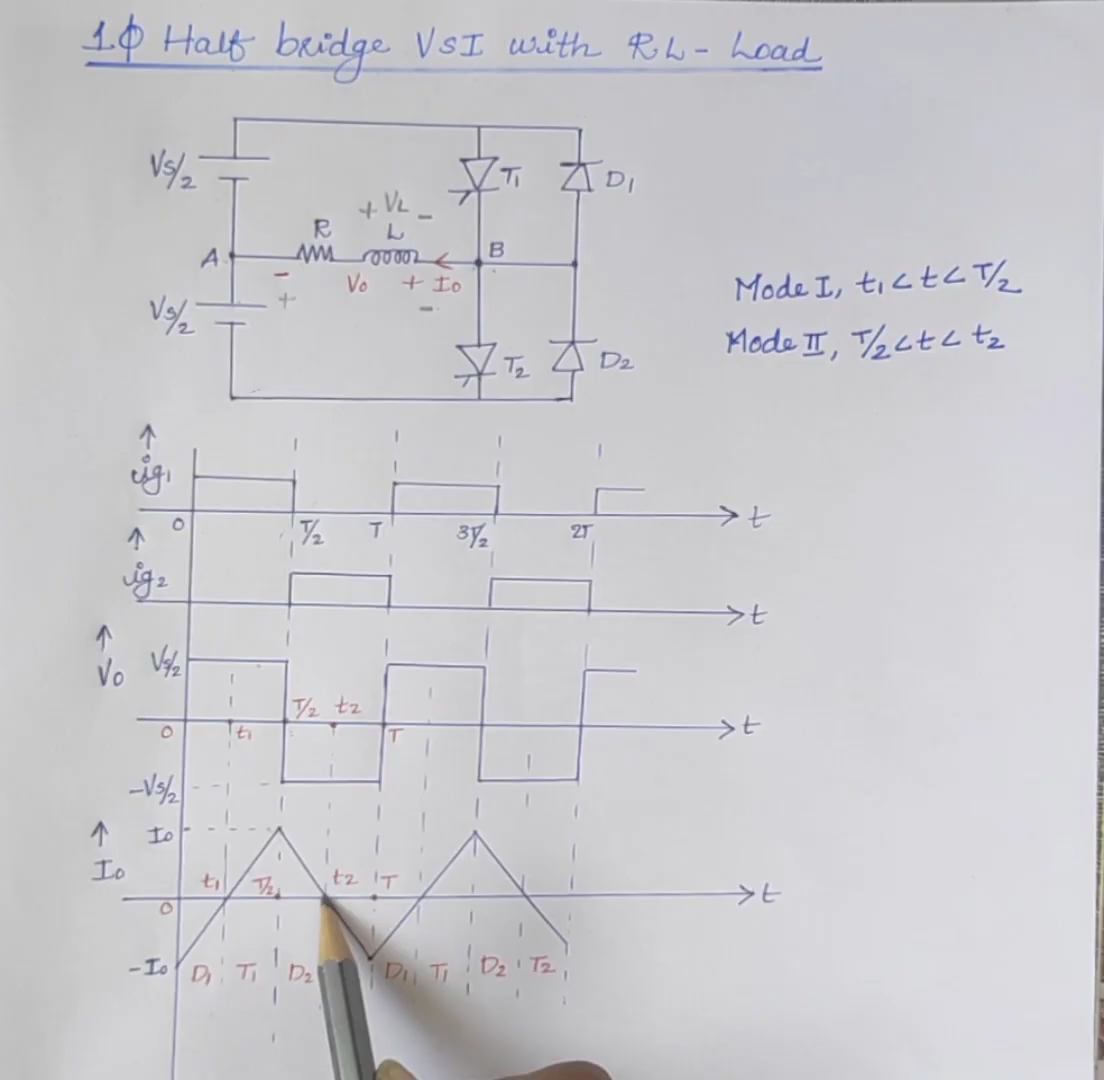 1ϕ Half bridge VSI with RL-Load
Vs/2
T1
D1
+ VL -
R
L
A
B
- Vo + Io
+
-
Vs/2
T2
D2
Mode I, t1 < t < T/2
Mode II, T/2 < t < t2
↑
ig1
0
T/2
T
3T/2
2T
t
↑
ig2
t
↑
Vo
Vs/2
0
t1
T/2
t2
T
t
-Vs/2
↑
Io
Io
0
t1
T/2
t2
T
t
-Io
D1 T1 D2 D1 T1 D2 T2